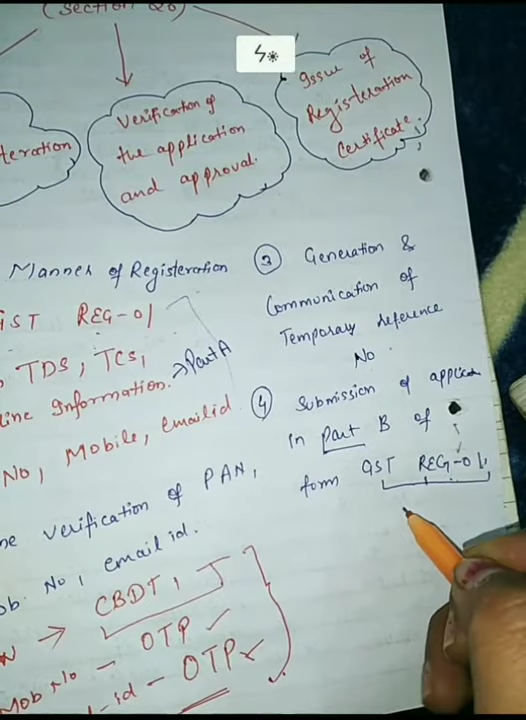 (Section 20)
teration
Verification of
the application
and approval.
Issue of
Registeration
Certificate
Manner of Registeration
GST REG-01
, TDS, TCS,
line Information. → Part A
No, Mobile, emailid
ne verification of PAN,
ob. No, email id.
N → CBDT,
Mob No - OTP ✓
-id - OTP ✓
③ Generation &
Communication of
Temporary reference
No.
④ Submission of applicat
in Part B of
form GST REG-01,